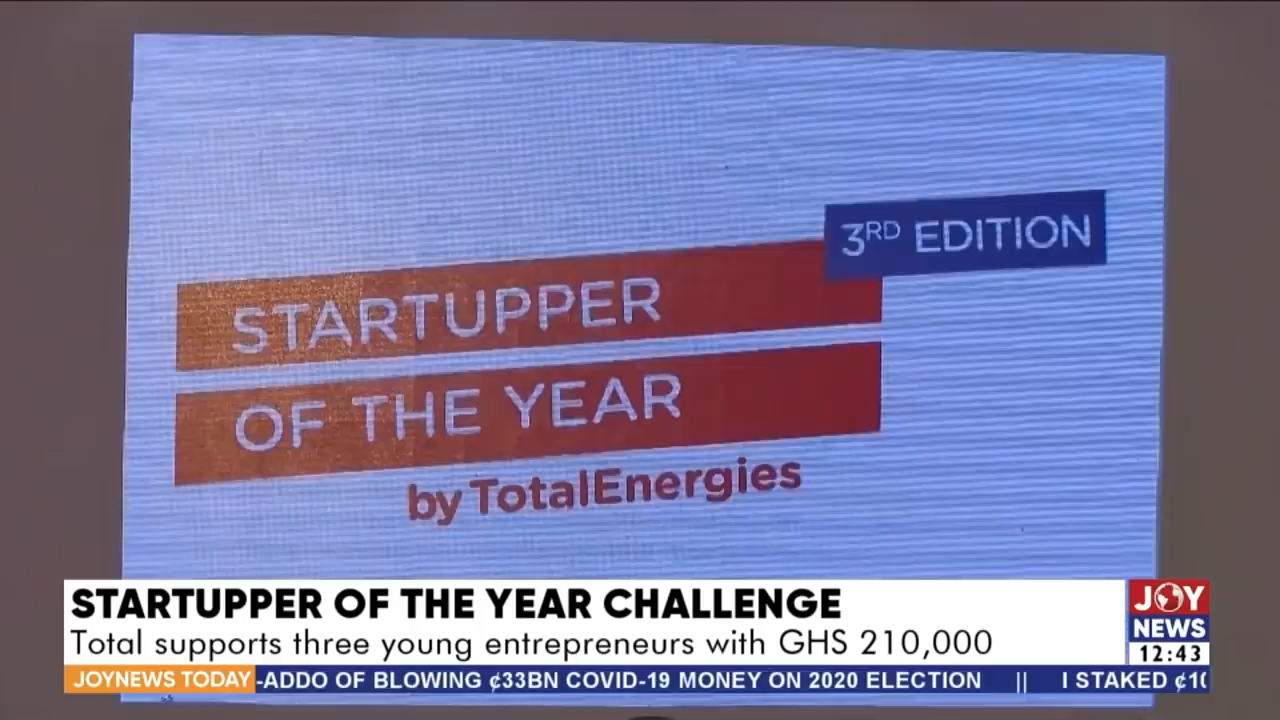 3RD EDITION
STARTUPPER
OF THE YEAR
by TotalEnergies
STARTUPPER OF THE YEAR CHALLENGE
Total supports three young entrepreneurs with GHS 210,000
JOY
NEWS
12:43
JOYNEWS TODAY
-ADDO OF BLOWING ¢33BN COVID-19 MONEY ON 2020 ELECTION || I STAKED ¢10